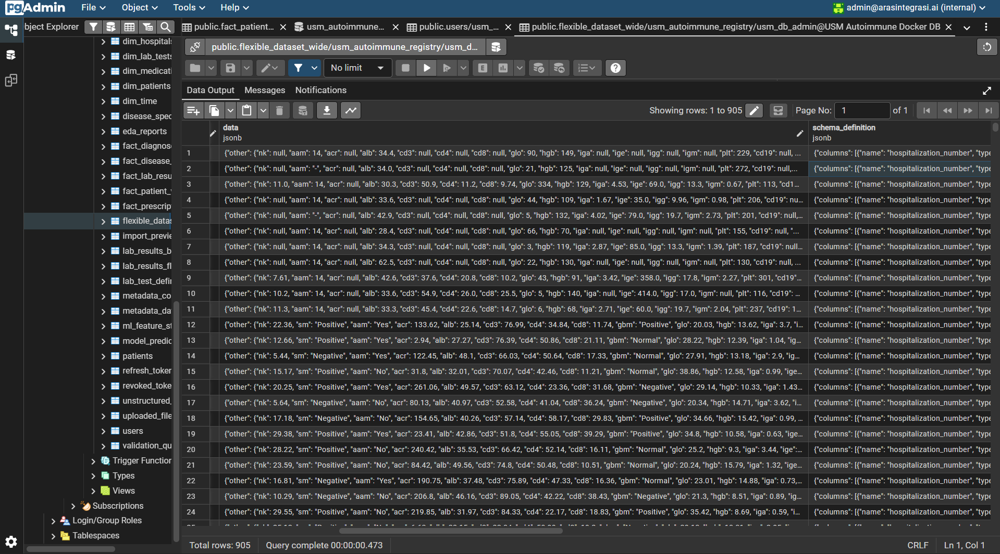 pgAdmin File Object Tools Help admin@arasintegrasi.ai (internal)
bject Explorer public.fact_patient... usm_autoimmune... public.users/usm_... public.flexible_dataset_wide/usm_autoimmune_registry/usm_db_admin@USM Autoimmune Docker DB
public.flexible_dataset_wide/usm_autoimmune_registry/usm_d...
No limit E
Data Output Messages Notifications
Showing rows: 1 to 905 Page No: 1 of 1
dim_hospitals
dim_lab_tests
dim_medicati
dim_patients
dim_time
disease_spec
eda_reports
fact_diagnos
fact_disease_
fact_lab_resu
fact_patient_
fact_prescrip
flexible_datas
import_previe
lab_results_b
lab_results_fl
lab_test_defin
metadata_co
metadata_da
ml_feature_st
model_predic
patients
refresh_token
revoked_toke
unstructured_
uploaded_file
users
validation_qu
Trigger Function
Types
Views
Subscriptions
Login/Group Roles
Tablespaces
data schema_definition
jsonb jsonb
1 {"other": {"nk": null, "aam": 14, "acr": null, "alb": 34.4, "cd3": null, "cd4": null, "cd8": null, "glo": 90, "hgb": 149, "iga": null, "ige": null, "igg": null, "igm": null, "plt": 229, "cd19": null, ... {"columns": [{"name": "hospitalization_number", "type
2 {"other": {"nk": null, "aam": "-", "acr": null, "alb": 34.0, "cd3": null, "cd4": null, "cd8": null, "glo": 21, "hgb": 125, "iga": null, "ige": null, "igg": null, "igm": null, "plt": 272, "cd19": null,... {"columns": [{"name": "hospitalization_number", "type
3 {"other": {"nk": 11.0, "aam": 14, "acr": null, "alb": 30.3, "cd3": 50.9, "cd4": 11.2, "cd8": 9.74, "glo": 334, "hgb": 129, "iga": 4.53, "ige": 69.0, "igg": 13.3, "igm": 0.67, "plt": 113, "cd1... {"columns": [{"name": "hospitalization_number", "type
4 {"other": {"nk": null, "aam": 14, "acr": null, "alb": 33.6, "cd3": null, "cd4": null, "cd8": null, "glo": 44, "hgb": 109, "iga": 1.67, "ige": 35.0, "igg": 9.96, "igm": 0.98, "plt": 206, "cd19": nu... {"columns": [{"name": "hospitalization_number", "type
5 {"other": {"nk": null, "aam": "-", "acr": null, "alb": 42.9, "cd3": null, "cd4": null, "cd8": null, "glo": 5, "hgb": 132, "iga": 4.02, "ige": 79.0, "igg": 19.7, "igm": 2.73, "plt": 201, "cd19": null,... {"columns": [{"name": "hospitalization_number", "type
6 {"other": {"nk": null, "aam": 14, "acr": null, "alb": 28.4, "cd3": null, "cd4": null, "cd8": null, "glo": 66, "hgb": 70, "iga": null, "ige": null, "igg": null, "igm": null, "plt": 155, "cd19": null, "... {"columns": [{"name": "hospitalization_number", "type
7 {"other": {"nk": null, "aam": 14, "acr": null, "alb": 34.3, "cd3": null, "cd4": null, "cd8": null, "glo": 3, "hgb": 119, "iga": 2.87, "ige": 85.0, "igg": 13.3, "igm": 1.39, "plt": 187, "cd19": null... {"columns": [{"name": "hospitalization_number", "type
8 {"other": {"nk": null, "aam": 14, "acr": null, "alb": 62.5, "cd3": null, "cd4": null, "cd8": null, "glo": 22, "hgb": 130, "iga": null, "ige": null, "igg": null, "igm": null, "plt": 130, "cd19": null, ... {"columns": [{"name": "hospitalization_number", "type
9 {"other": {"nk": 7.61, "aam": 14, "acr": null, "alb": 42.6, "cd3": 37.6, "cd4": 20.8, "cd8": 10.2, "glo": 43, "hgb": 91, "iga": 3.42, "ige": 358.0, "igg": 17.8, "igm": 2.27, "plt": 301, "cd19"... {"columns": [{"name": "hospitalization_number", "type
10 {"other": {"nk": 10.2, "aam": 14, "acr": null, "alb": 33.6, "cd3": 54.9, "cd4": 26.0, "cd8": 25.5, "glo": 5, "hgb": 140, "iga": null, "ige": 414.0, "igg": 17.0, "igm": null, "plt": 116, "cd19": ... {"columns": [{"name": "hospitalization_number", "type
11 {"other": {"nk": 11.3, "aam": 14, "acr": null, "alb": 33.3, "cd3": 45.4, "cd4": 22.6, "cd8": 14.7, "glo": 6, "hgb": 68, "iga": 2.71, "ige": 60.0, "igg": 19.7, "igm": 2.04, "plt": 237, "cd19": 1... {"columns": [{"name": "hospitalization_number", "type
12 {"other": {"nk": 22.36, "sm": "Positive", "aam": "Yes", "acr": 133.62, "alb": 25.14, "cd3": 76.99, "cd4": 34.84, "cd8": 11.74, "gbm": "Positive", "glo": 20.03, "hgb": 13.62, "iga": 3.7, "i... {"columns": [{"name": "hospitalization_number", "type
13 {"other": {"nk": 12.66, "sm": "Positive", "aam": "Yes", "acr": 2.94, "alb": 27.27, "cd3": 76.39, "cd4": 50.86, "cd8": 21.11, "gbm": "Normal", "glo": 28.22, "hgb": 12.39, "iga": 1.04, "ig... {"columns": [{"name": "hospitalization_number", "type
14 {"other": {"nk": 5.44, "sm": "Negative", "aam": "Yes", "acr": 122.45, "alb": 48.1, "cd3": 66.03, "cd4": 50.64, "cd8": 17.33, "gbm": "Normal", "glo": 27.91, "hgb": 13.18, "iga": 2.9, "ig... {"columns": [{"name": "hospitalization_number", "type
15 {"other": {"nk": 15.17, "sm": "Positive", "aam": "No", "acr": 31.8, "alb": 32.01, "cd3": 70.07, "cd4": 42.46, "cd8": 11.21, "gbm": "Normal", "glo": 38.86, "hgb": 12.58, "iga": 0.99, "ige... {"columns": [{"name": "hospitalization_number", "type
16 {"other": {"nk": 20.25, "sm": "Positive", "aam": "Yes", "acr": 261.06, "alb": 49.57, "cd3": 63.12, "cd4": 23.36, "cd8": 31.68, "gbm": "Negative", "glo": 29.14, "hgb": 10.33, "iga": 1.43... {"columns": [{"name": "hospitalization_number", "type
17 {"other": {"nk": 5.64, "sm": "Negative", "aam": "No", "acr": 80.13, "alb": 40.97, "cd3": 52.58, "cd4": 41.04, "cd8": 36.24, "gbm": "Negative", "glo": 20.34, "hgb": 14.71, "iga": 3.62, "i... {"columns": [{"name": "hospitalization_number", "type
18 {"other": {"nk": 17.18, "sm": "Negative", "aam": "No", "acr": 154.65, "alb": 40.26, "cd3": 57.14, "cd4": 58.17, "cd8": 29.83, "gbm": "Positive", "glo": 34.66, "hgb": 15.42, "iga": 0.99, ... {"columns": [{"name": "hospitalization_number", "type
19 {"other": {"nk": 29.38, "sm": "Positive", "aam": "Yes", "acr": 23.41, "alb": 42.86, "cd3": 51.8, "cd4": 55.05, "cd8": 39.29, "gbm": "Positive", "glo": 34.8, "hgb": 10.58, "iga": 0.63, "ige... {"columns": [{"name": "hospitalization_number", "type
20 {"other": {"nk": 28.22, "sm": "Positive", "aam": "No", "acr": 240.42, "alb": 35.53, "cd3": 66.42, "cd4": 52.14, "cd8": 16.11, "gbm": "Normal", "glo": 25.2, "hgb": 9.3, "iga": 3.44, "ige":... {"columns": [{"name": "hospitalization_number", "type
21 {"other": {"nk": 23.59, "sm": "Positive", "aam": "No", "acr": 84.42, "alb": 49.56, "cd3": 74.8, "cd4": 50.48, "cd8": 10.51, "gbm": "Normal", "glo": 20.24, "hgb": 15.79, "iga": 1.32, "ige... {"columns": [{"name": "hospitalization_number", "type
22 {"other": {"nk": 16.81, "sm": "Negative", "aam": "Yes", "acr": 190.75, "alb": 37.48, "cd3": 75.89, "cd4": 47.33, "cd8": 16.36, "gbm": "Normal", "glo": 23.01, "hgb": 14.88, "iga": 0.73,... {"columns": [{"name": "hospitalization_number", "type
23 {"other": {"nk": 10.29, "sm": "Negative", "aam": "No", "acr": 206.8, "alb": 46.16, "cd3": 89.05, "cd4": 42.22, "cd8": 38.43, "gbm": "Negative", "glo": 21.3, "hgb": 8.51, "iga": 0.89, "ig... {"columns": [{"name": "hospitalization_number", "type
24 {"other": {"nk": 29.55, "sm": "Positive", "aam": "No", "acr": 219.85, "alb": 31.97, "cd3": 84.33, "cd4": 22.17, "cd8": 18.83, "gbm": "Positive", "glo": 35.42, "hgb": 8.69, "iga": 0.59, "i... {"columns": [{"name": "hospitalization_number", "type
Total rows: 905 Query complete 00:00:00.473 CRLF Ln 1, Col 1